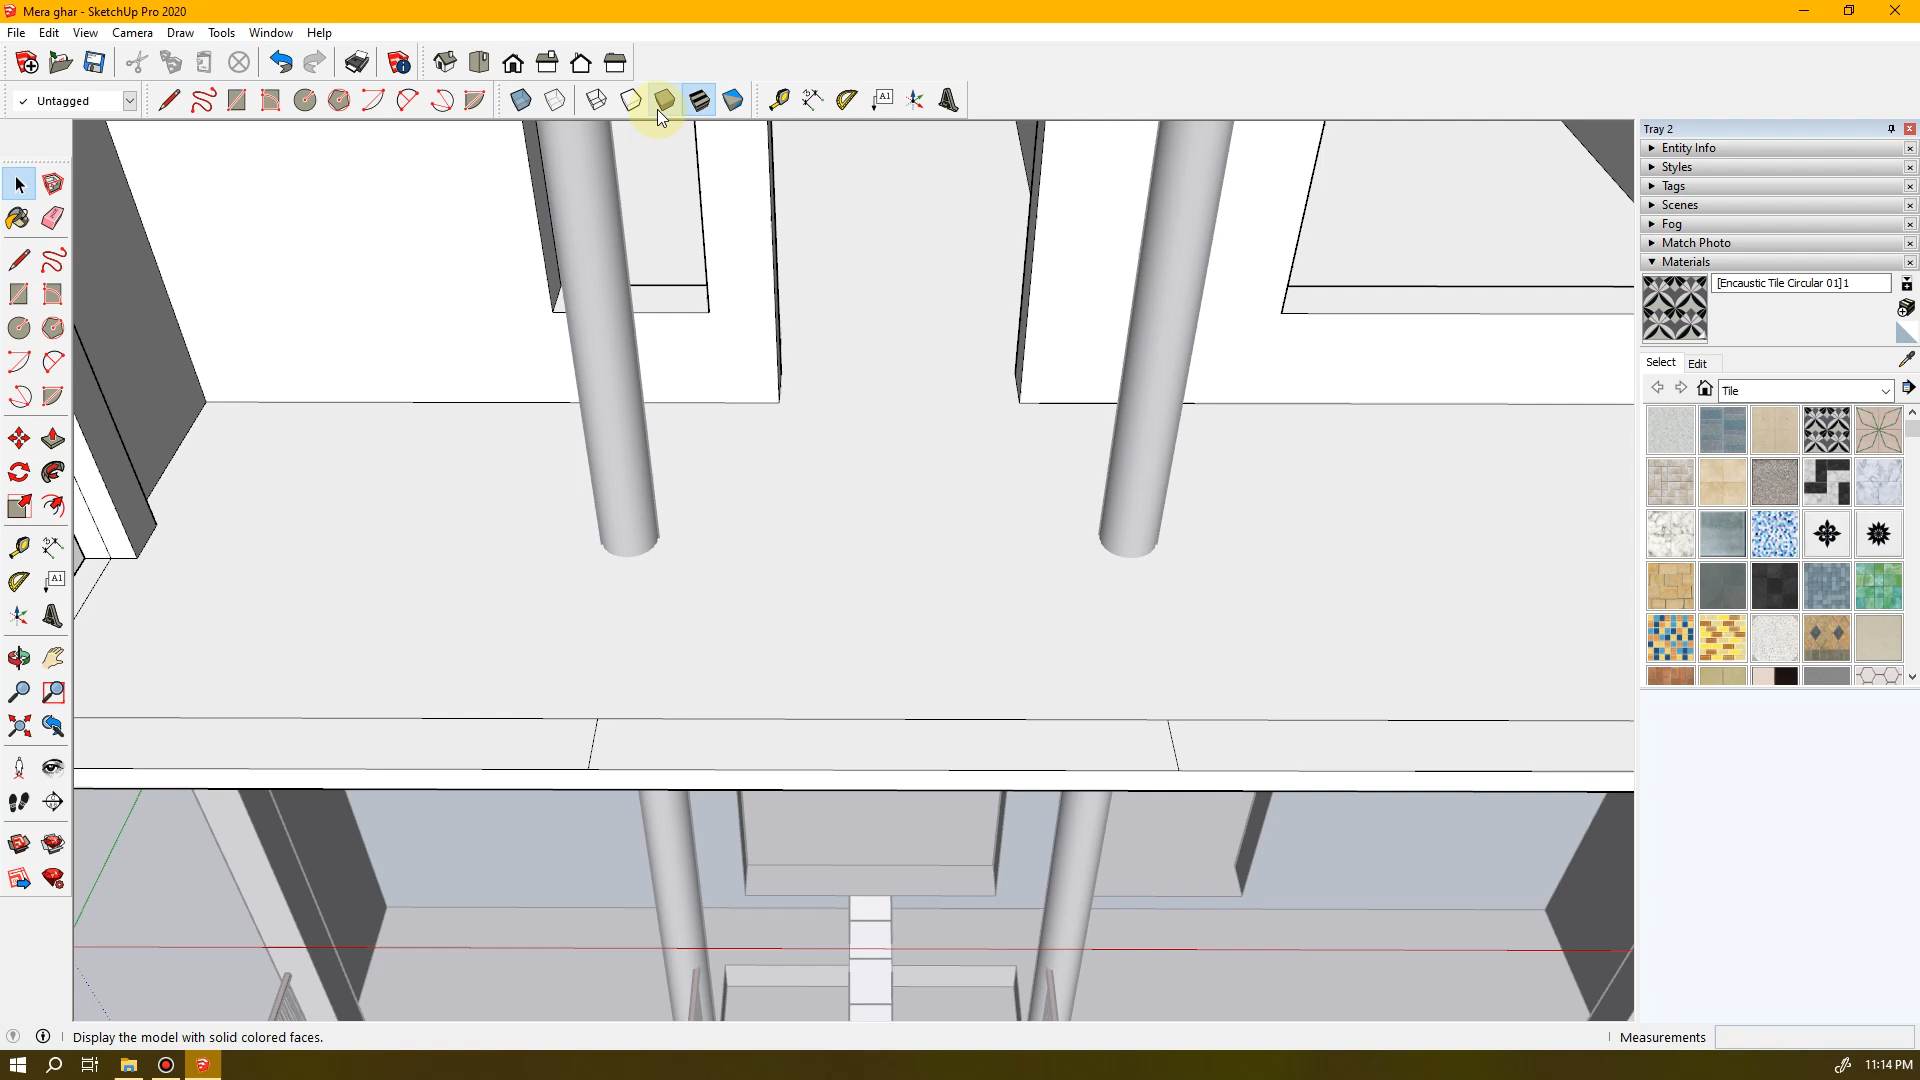 Mera ghar - SketchUp Pro 2020
File Edit View Camera Draw Tools Window Help
✓ Untagged
A1
Tray 2
Entity Info
Styles
Tags
Scenes
Fog
Match Photo
Materials
[Encaustic Tile Circular 01]1
Select Edit
Tile
A1
Display the model with solid colored faces.
Measurements
11:14 PM